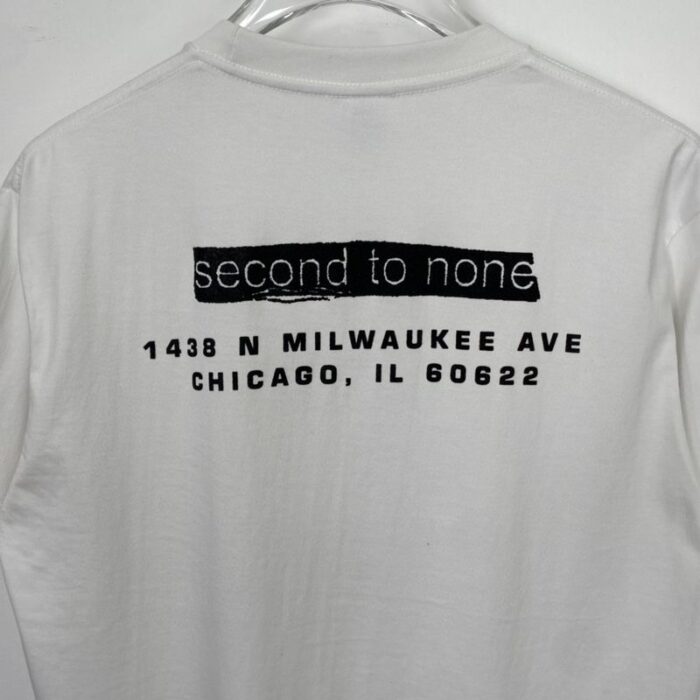 second to none
1438 N MILWAUKEE AVE
CHICAGO, IL 60622